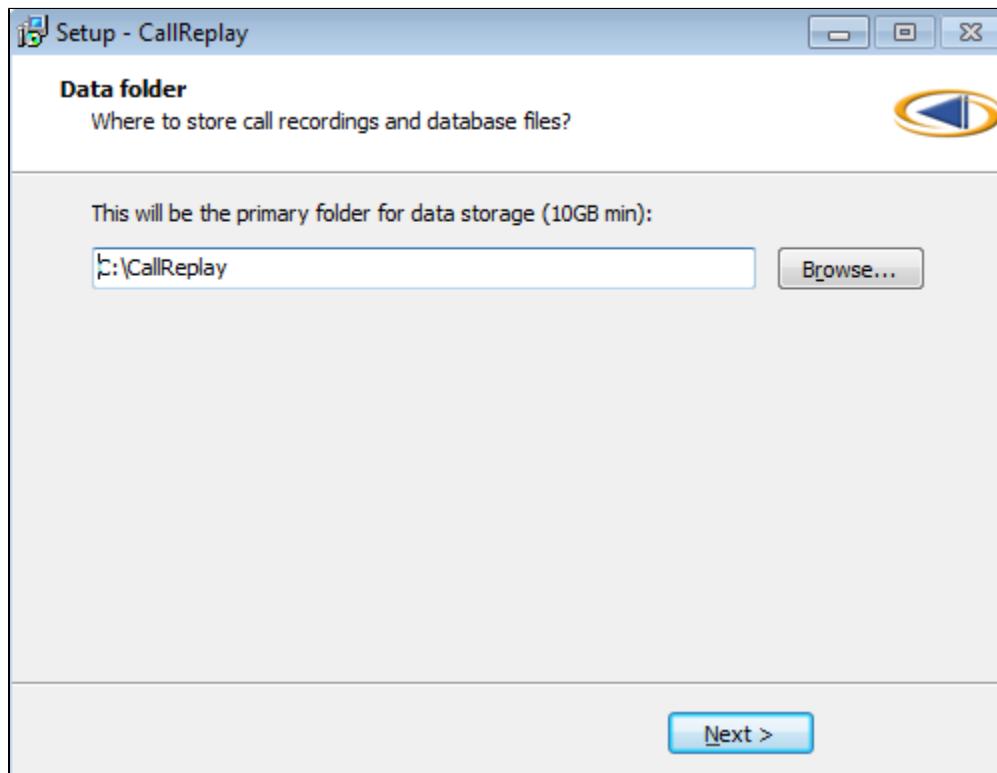 Setup - CallReplay
Data folder
Where to store call recordings and database files?
This will be the primary folder for data storage (10GB min):
C:\CallReplay
Browse...
Next >